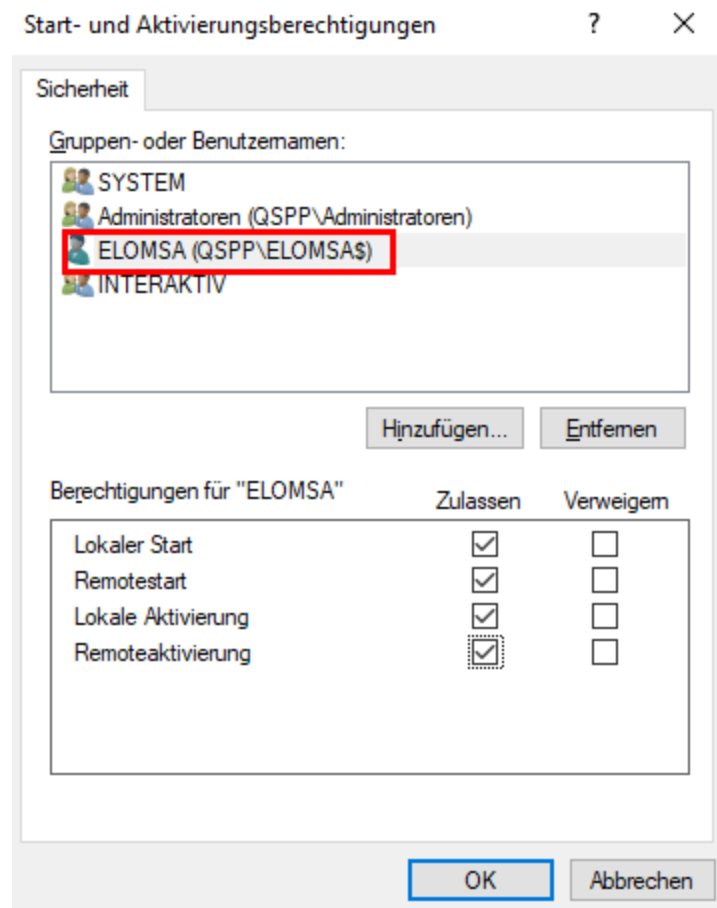 Start- und Aktivierungsberechtigungen ? ×
Sicherheit
Gruppen- oder Benutzernamen:
SYSTEM
Administratoren (QSPP\Administratoren)
ELOMSA (QSPP\ELOMSA$)
INTERAKTIV
Hinzufügen... Entfernen
Berechtigungen für "ELOMSA" Zulassen Verweigern
Lokaler Start
Remotestart
Lokale Aktivierung
Remoteaktivierung
OK Abbrechen